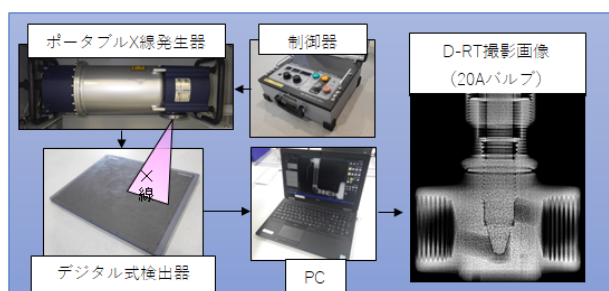 ポータブルX線発生器
制御器
D-RT撮影画像
(20Aバルブ)
X
線
デジタル式検出器
PC